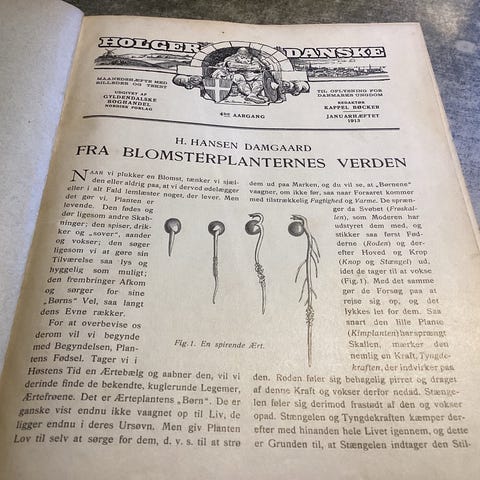 HOLGER DANSKE
MAANEDSHÆFTE MED
BILLEDER OG TEKST
UDGIVET AF
GYLDENDALSKE
BOGHANDEL
NORDISK FORLAG
4DE AARGANG
TIL OPLYSNING FOR
DANMARKS UNGDOM
REDAKTØR
KAPPEL BØCKER
JANUARHÆFTET
1913
H. HANSEN DAMGAARD
FRA BLOMSTERPLANTERNES VERDEN
NAAR vi plukker en Blomst, tænker vi sjæl-
den eller aldrig paa, at vi derved ødelægger
eller i alt Fald lemlæster noget, der lever. Men
det gør vi. Planten er
levende. Den fødes og
dør ligesom andre Skab-
ninger; den spiser, drik-
ker og „sover“, aander
og vokser; den søger
ligesom vi at gøre sin
Tilværelse saa lys og
hyggelig som muligt;
den frembringer Afkom
og sørger for sine
„Børns“ Vel, saa langt
dens Evne rækker.
For at overbevise os
derom vil vi begynde
med Begyndelsen, Plan-
tens Fødsel. Tager vi i
Høstens Tid en Ærtebælg og aabner den, vil vi
derinde finde de bekendte, kuglerunde Legemer,
Ærtefrøene. Det er Ærteplantens „Børn“. De er
ganske vist endnu ikke vaagnet op til Liv, de
ligger endnu i deres Ursøvn. Men giv Planten
Lov til selv at sørge for dem, d. v. s. til at strø
Fig. 1. En spirende Ært.
dem ud paa Marken, og du vil se, at „Børnene“
vaagner, om ikke før, saa naar Foraaret kommer
med tilstrækkelig Fugtighed og Varme. De spræn-
ger da Svøbet (Frøskal-
len), som Moderen har
udstyret dem med, og
stikker saa først Fød-
derne (Roden) og der-
efter Hoved og Krop
(Knop og Stængel) ud,
idet de tager til at vokse
(Fig. 1). Med det samme
gør de Forsøg paa at
rejse sig op, og det
lykkes let for dem. Saa
snart den lille Plante
(Kimplanten) har sprængt
Skallen, mærker den
nemlig en Kraft, Tyngde-
kraften, der indvirker paa
den. Roden føler sig behagelig pirret og draget
af denne Kraft og vokser derfor nedad. Stænge-
len føler sig derimod frastødt af den og vokser
opad. Stængelen og Tyngdekraften kæmper der-
efter med hinanden hele Livet igennem, og dette
er Grunden til, at Stængelen indtager den Stil-